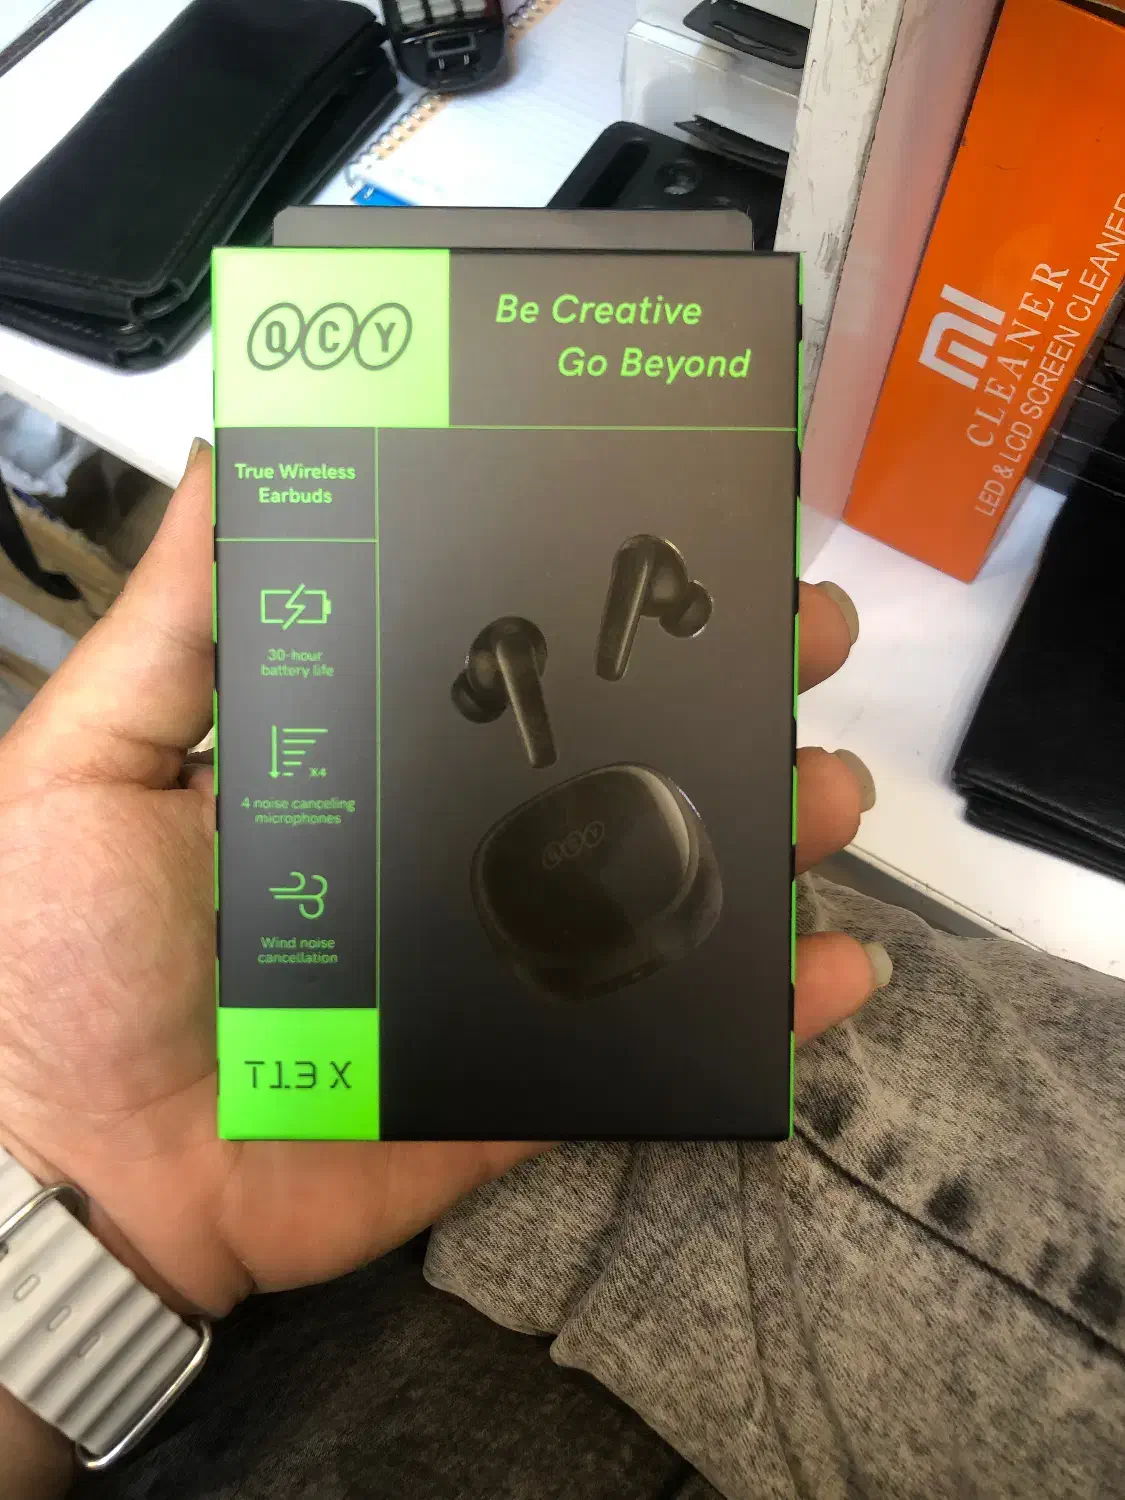 QCY
Be Creative
Go Beyond
True Wireless
Earbuds
30-hour
battery life
X4
4 noise canceling
microphones
Wind noise
cancellation
T13 X
QCY
MI
CLEANER
LED & LCD SCREEN CLEANER